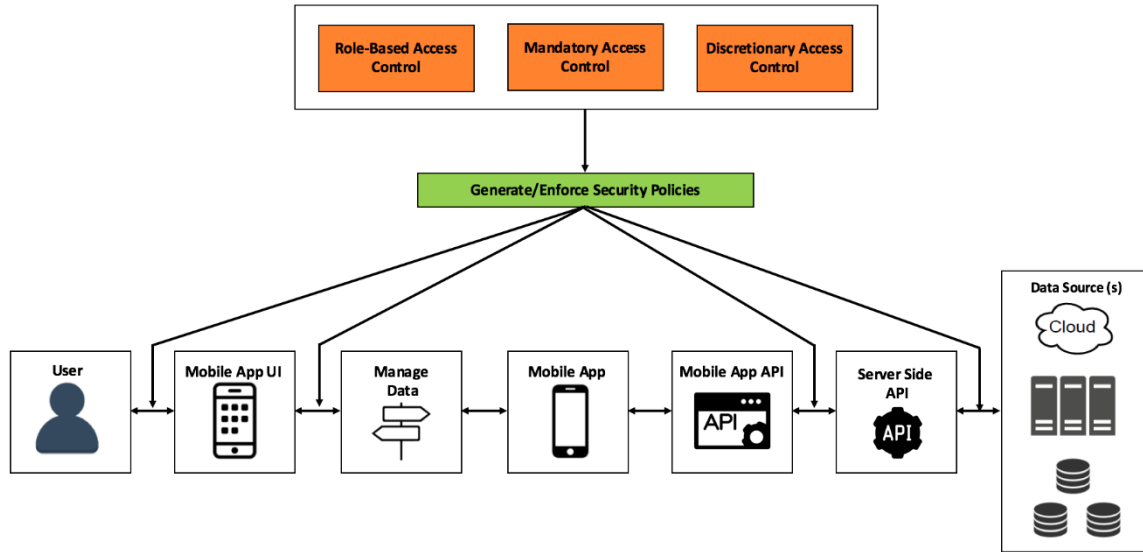 Role-Based Access
Control
Mandatory Access
Control
Discretionary Access
Control
Generate/Enforce Security Policies
User
Mobile App UI
Manage
Data
Mobile App
Mobile App API
API
Server Side
API
API
Data Source (s)
Cloud